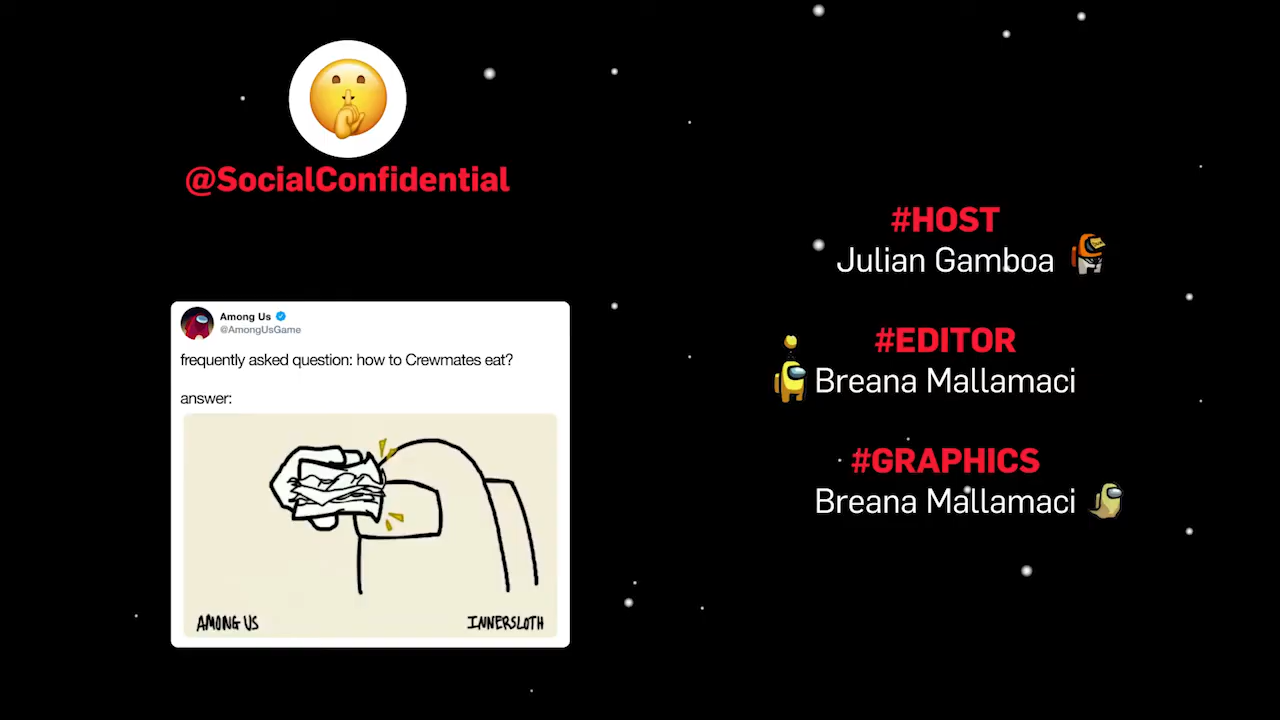 @SocialConfidential
Among Us
@AmongUsGame
frequently asked question: how to Crewmates eat?
answer:
AMONG US
INNERSLOTH
#HOST
Julian Gamboa
#EDITOR
Breana Mallamaci
#GRAPHICS
Breana Mallamaci